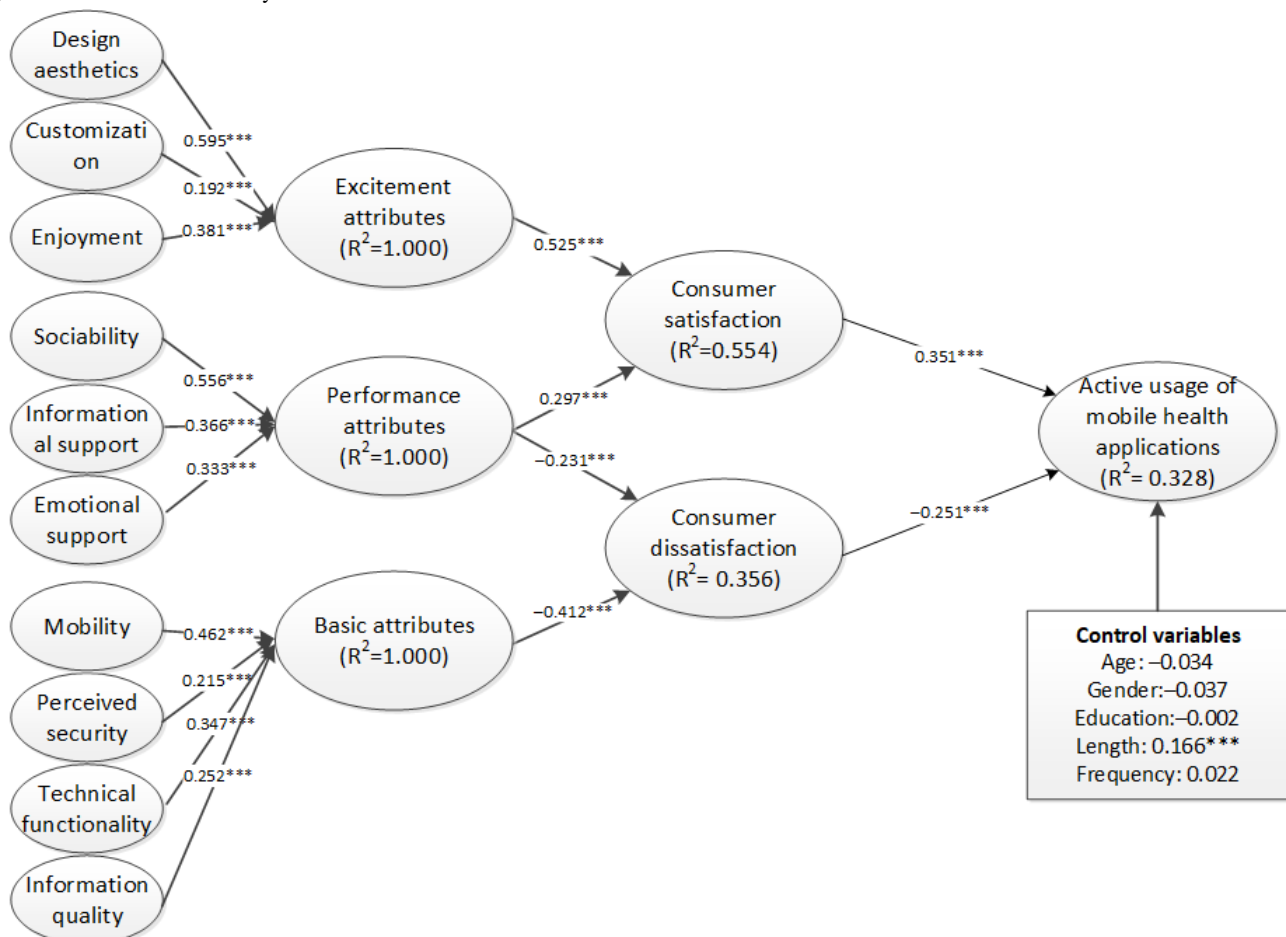 Design
aesthetics
Customizati
on
Enjoyment
Sociability
Information
al support
Emotional
support
Mobility
Perceived
security
Technical
functionality
Information
quality
0.595***
0.192***
0.381***
0.556***
0.366***
0.333***
0.462***
0.215***
0.347***
0.252***
Excitement
attributes
(R²=1.000)
Performance
attributes
(R²=1.000)
Basic attributes
(R²=1.000)
0.525***
0.297***
−0.231***
−0.412***
Consumer
satisfaction
(R²=0.554)
Consumer
dissatisfaction
(R²= 0.356)
0.351***
−0.251***
Active usage of
mobile health
applications
(R²= 0.328)
Control variables
Age: −0.034
Gender:−0.037
Education:−0.002
Length: 0.166***
Frequency: 0.022